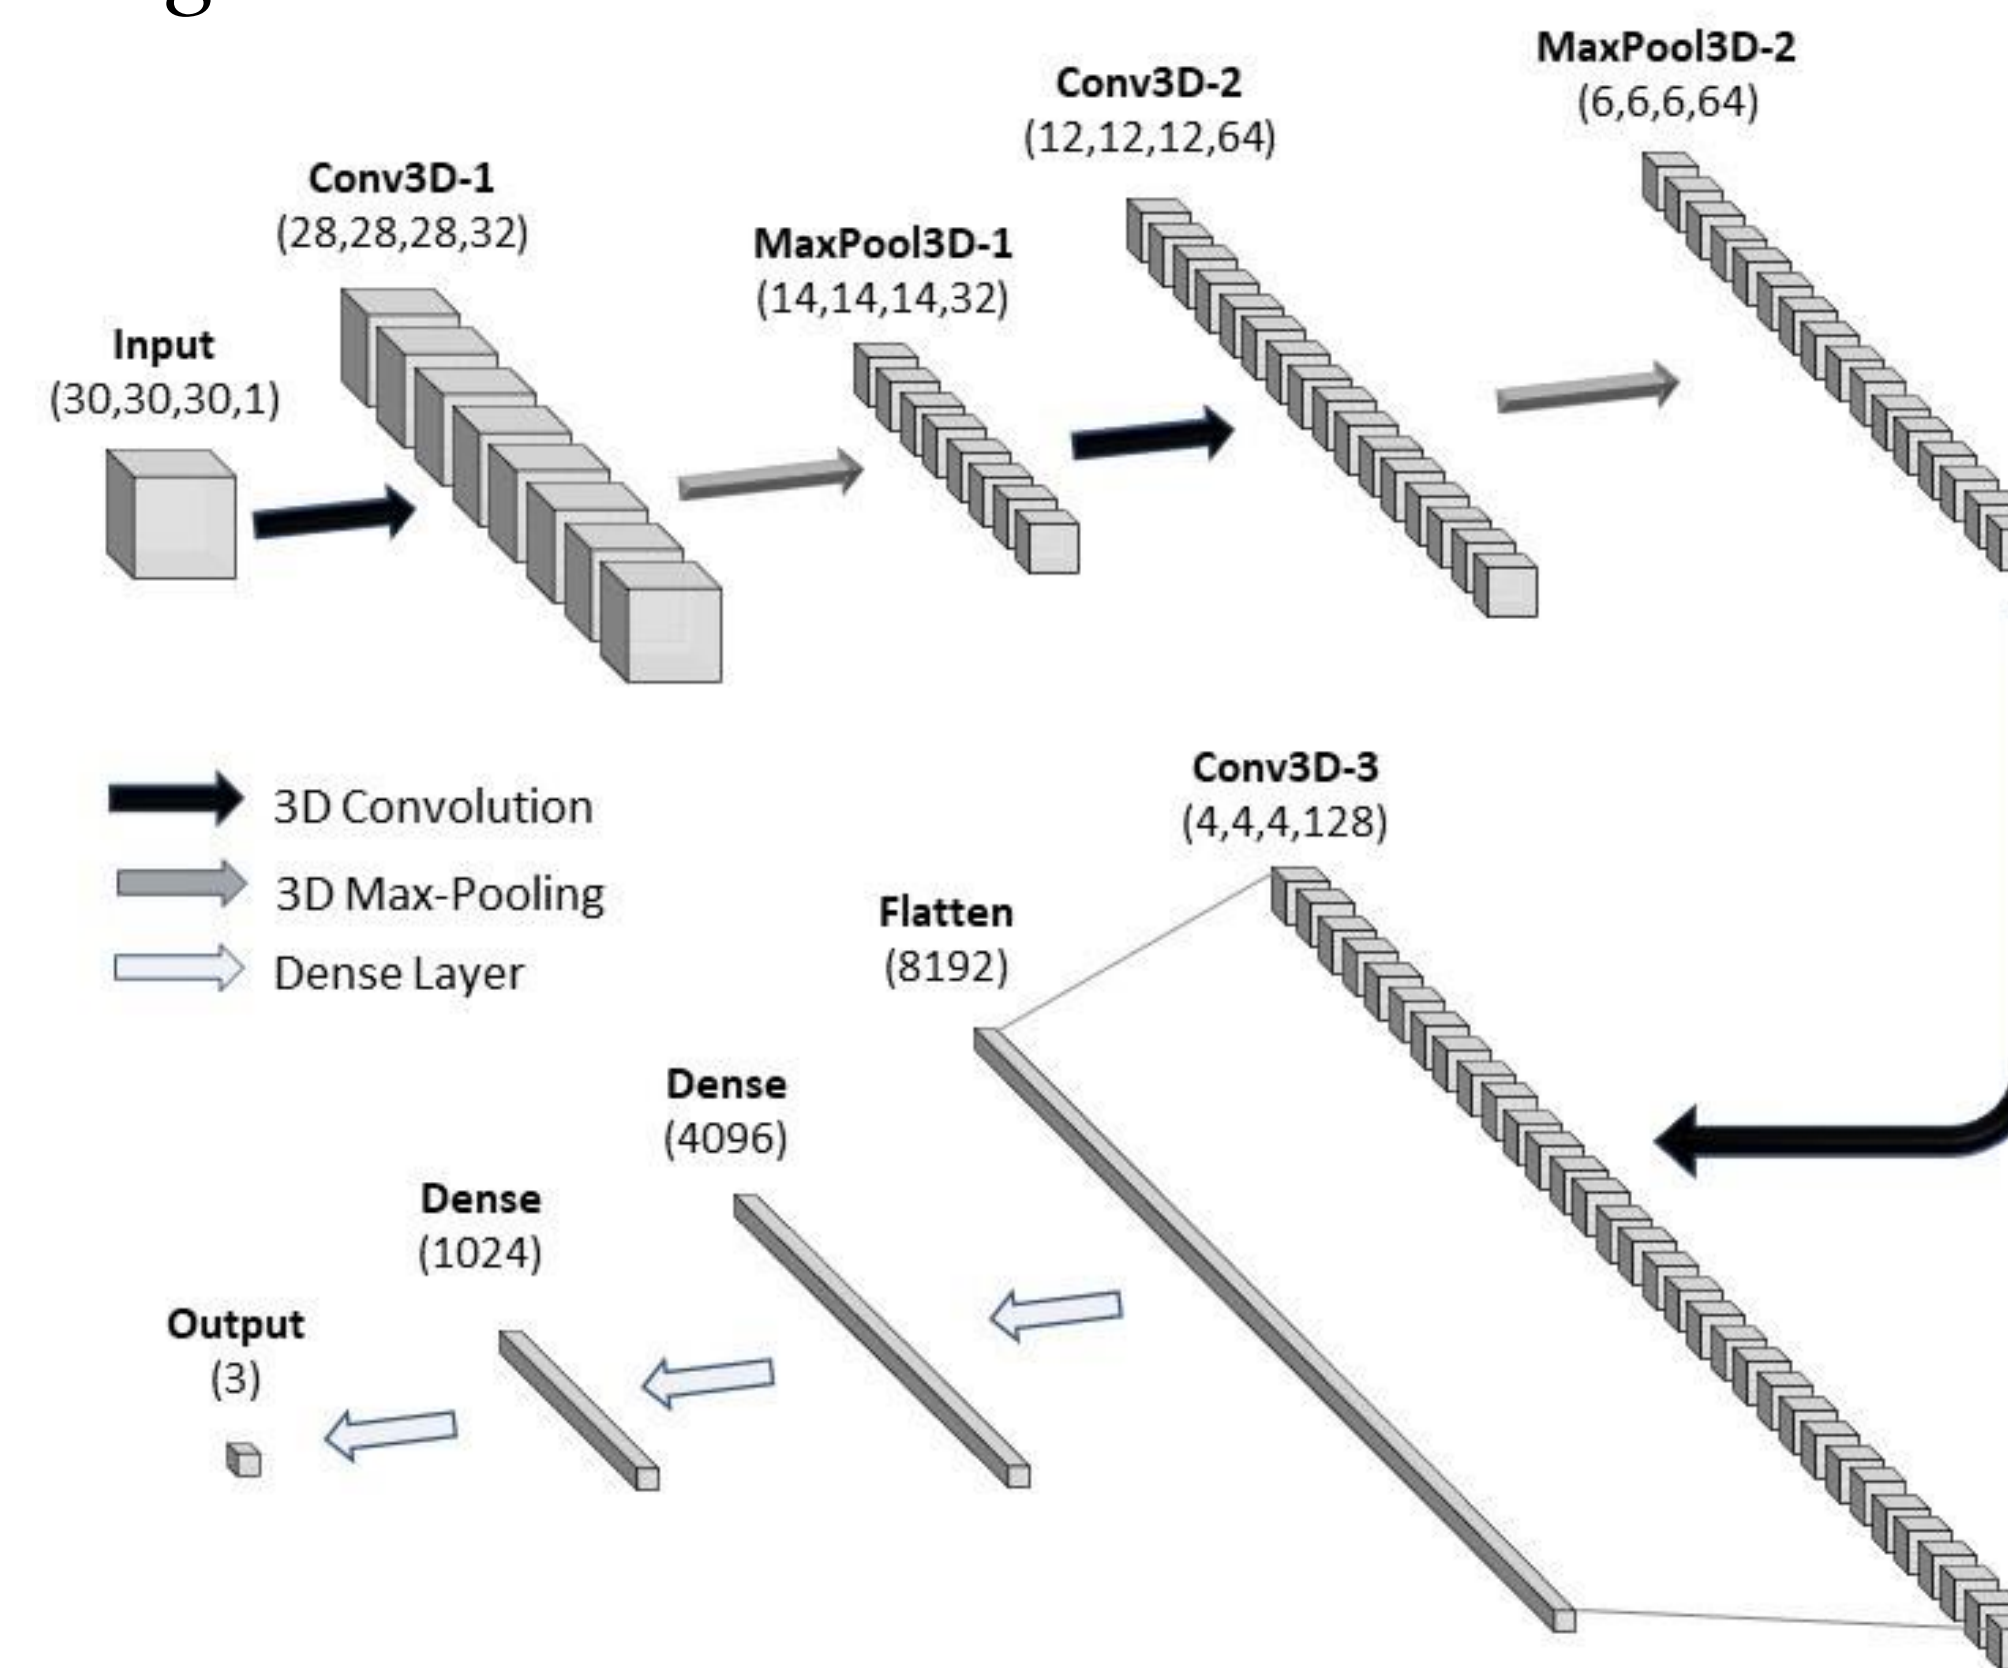 Input
(30,30,30,1)
Conv3D-1
(28,28,28,32)
MaxPool3D-1
(14,14,14,32)
Conv3D-2
(12,12,12,64)
MaxPool3D-2
(6,6,6,64)
3D Convolution
3D Max-Pooling
Dense Layer
Conv3D-3
(4,4,4,128)
Flatten
(8192)
Dense
(4096)
Dense
(1024)
Output
(3)